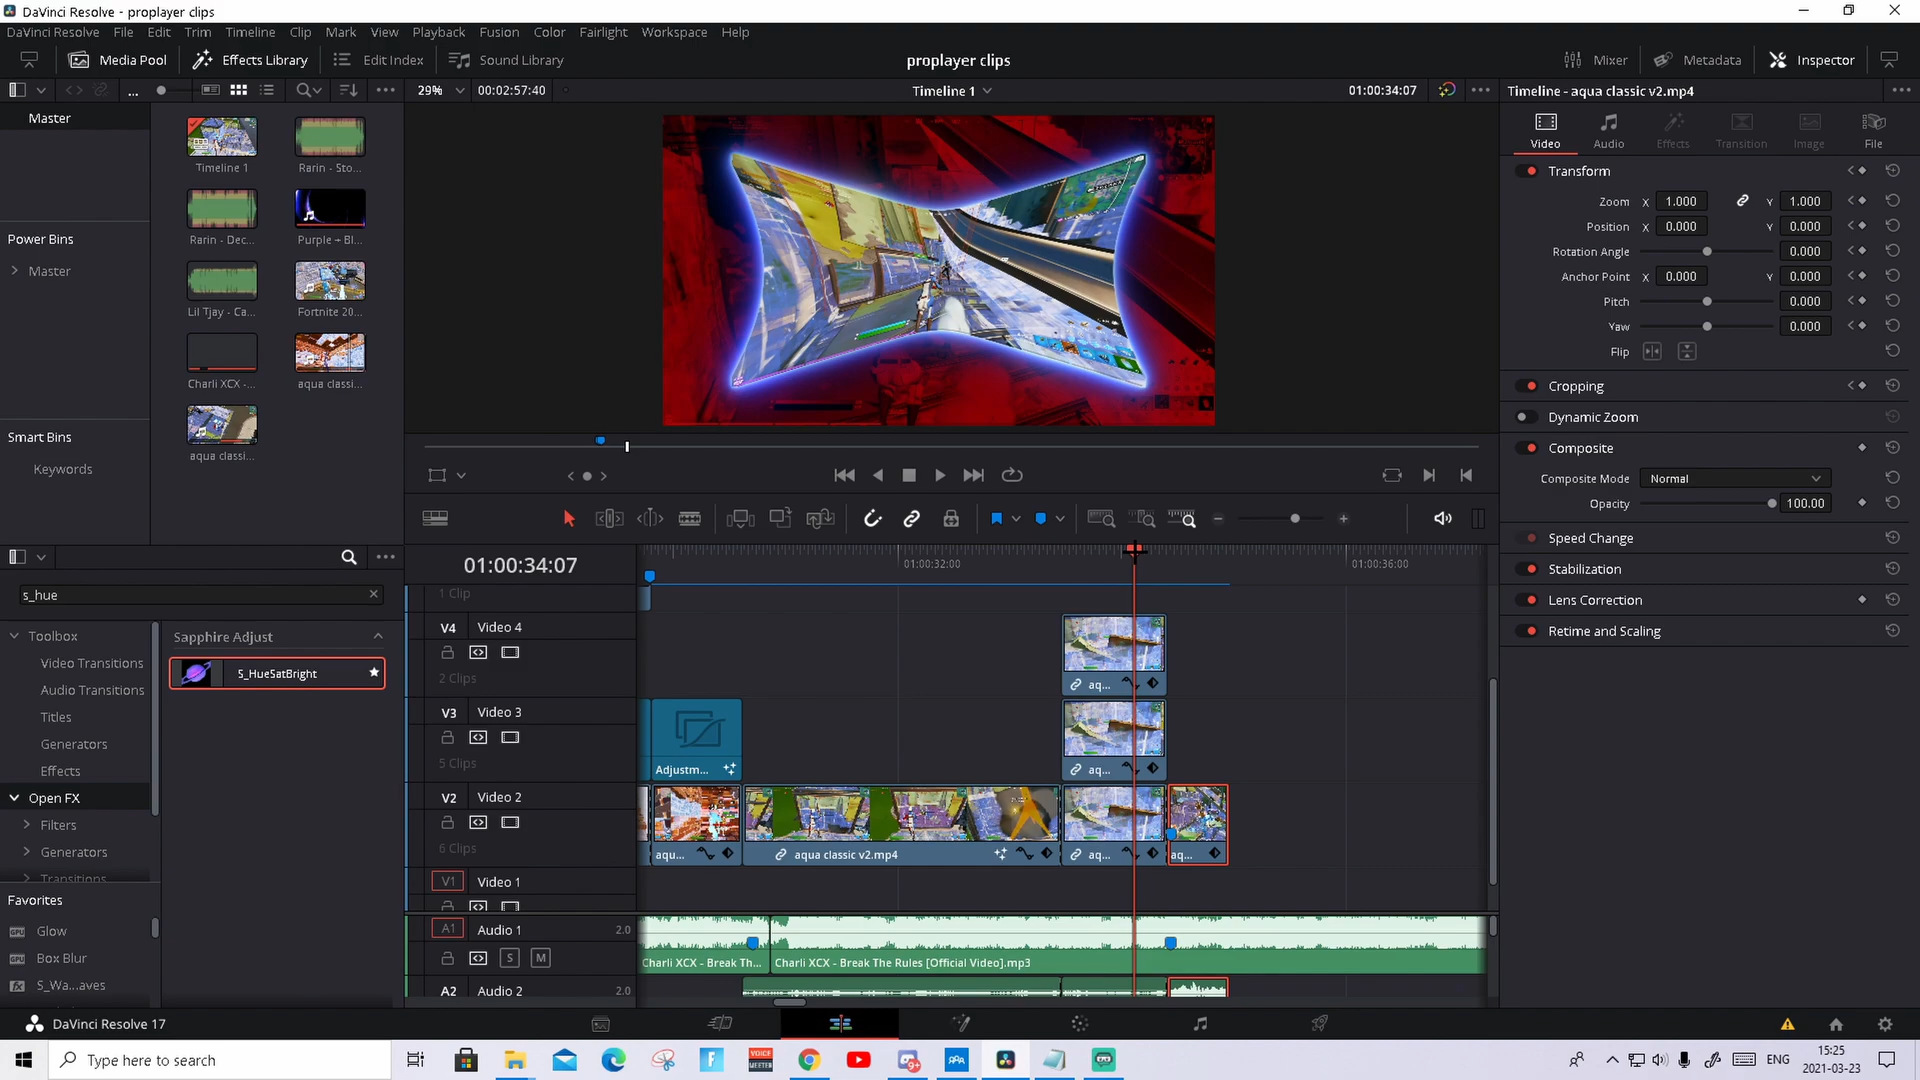 DaVinci Resolve - proplayer clips
DaVinci Resolve File Edit Trim Timeline Clip Mark View Playback Fusion Color Fairlight Workspace Help
Media Pool Effects Library Edit Index Sound Library proplayer clips Mixer Metadata Inspector
... 29% 00:02:57:40 Timeline 1 01:00:34:07 Timeline - aqua classic v2.mp4
Master
Timeline 1 Rarin - Sto...
Rarin - Dec... Purple + Bl...
Power Bins
Master
Lil Tjay - Ca... Fortnite 20...
Charli XCX -... aqua classi...
Smart Bins
Keywords
aqua classi...
Video Audio Effects Transition Image File
Transform
Zoom X 1.000 Y 1.000
Position X 0.000 Y 0.000
Rotation Angle 0.000
Anchor Point X 0.000 Y 0.000
Pitch 0.000
Yaw 0.000
Flip
Cropping
Dynamic Zoom
Composite
Composite Mode Normal
Opacity 100.00
Speed Change
Stabilization
Lens Correction
Retime and Scaling
s_hue
Toolbox
Video Transitions
Audio Transitions
Titles
Generators
Effects
Open FX
Filters
Generators
Transitions
Favorites
Glow
Box Blur
S_Wa...aves
Sapphire Adjust
S_HueSatBright
01:00:34:07 01:00:32:00 01:00:36:00
1 Clip
V4 Video 4
2 Clips
aq...
V3 Video 3
5 Clips
Adjustm... aq...
V2 Video 2
6 Clips
aqu... aqua classic v2.mp4 aq... aq...
V1 Video 1
A1 Audio 1 2.0
S M
Charli XCX - Break Th... Charli XCX - Break The Rules [Official Video].mp3
A2 Audio 2 2.0
DaVinci Resolve 17
Type here to search
VOICE MEETER
9+
ENG
15:25
2021-03-23